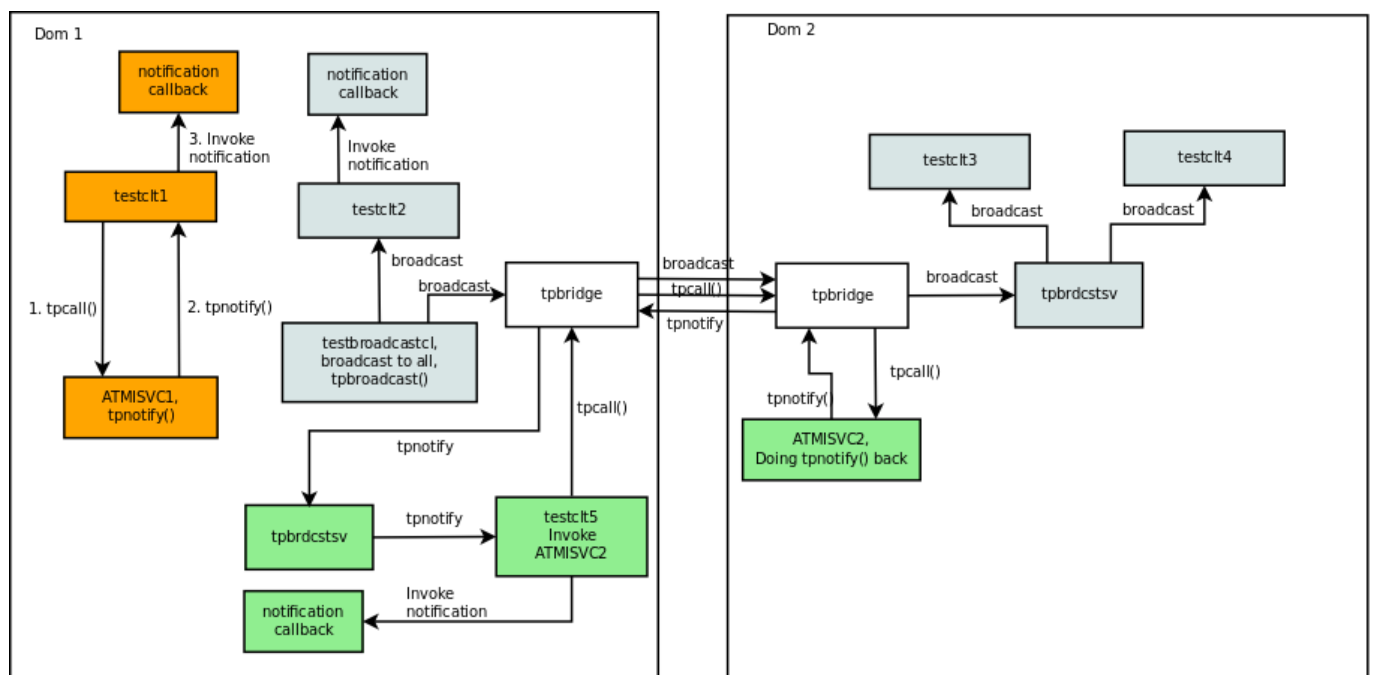 Dom 1
notification
callback
3. Invoke
notification
testclt1
1. tpcall()
2. tpnotify()
ATMISVC1,
tpnotify()
notification
callback
Invoke
notification
testclt2
broadcast
broadcast
testbroadcastcl,
broadcast to all,
tpbroadcast()
tpbridge
tpcall()
tpnotify
tpbrdcstsv
tpnotify
testclt5
Invoke
ATMISVC2
Invoke
notification
notification
callback
broadcast
tpcall()
tpnotify
Dom 2
testclt3
testclt4
broadcast
broadcast
tpbridge
broadcast
tpbrdcstsv
tpnotify()
tpcall()
ATMISVC2,
Doing tpnotify() back